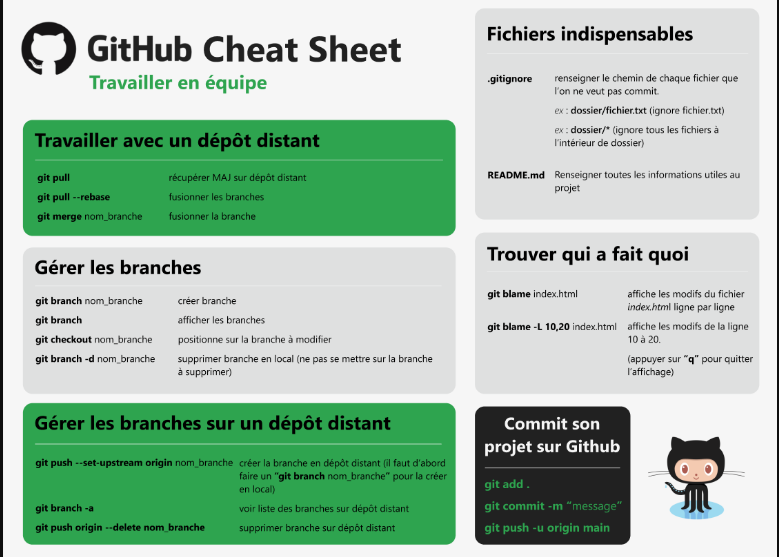 GitHub Cheat Sheet
Travailler en équipe
Travailler avec un dépôt distant
git pull récupérer MAJ sur dépôt distant
git pull --rebase fusionner les branches
git merge nom_branche fusionner la branche
Gérer les branches
git branch nom_branche créer branche
git branch afficher les branches
git checkout nom_branche positionne sur la branche à modifier
git branch -d nom_branche supprimer branche en local (ne pas se mettre sur la branche
à supprimer)
Gérer les branches sur un dépôt distant
git push --set-upstream origin nom_branche créer la branche en dépôt distant (il faut d'abord
faire un "git branch nom_branche" pour la créer
en local)
git branch -a voir liste des branches sur dépôt distant
git push origin --delete nom_branche supprimer branche sur dépôt distant
Fichiers indispensables
.gitignore renseigner le chemin de chaque fichier que
l'on ne veut pas commit.
ex : dossier/fichier.txt (ignore fichier.txt)
ex : dossier/* (ignore tous les fichiers à
l'intérieur de dossier)
README.md Renseigner toutes les informations utiles au
projet
Trouver qui a fait quoi
git blame index.html affiche les modifs du fichier
index.html ligne par ligne
git blame -L 10,20 index.html affiche les modifs de la ligne
10 à 20.
(appuyer sur "q" pour quitter
l'affichage)
Commit son
projet sur Github
git add .
git commit -m "message"
git push -u origin main